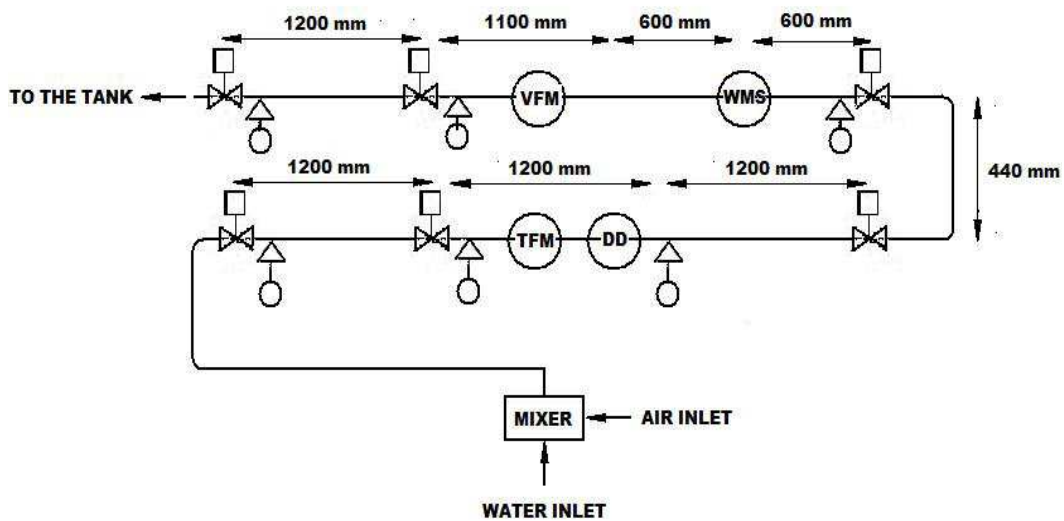 1200 mm
1100 mm
600 mm
600 mm
TO THE TANK
VFM
WMS
1200 mm
1200 mm
1200 mm
440 mm
TFM
DD
MIXER
AIR INLET
WATER INLET